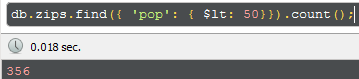 db.zips.find({ 'pop': { $lt: 50}}).count();
0.018 sec.
356